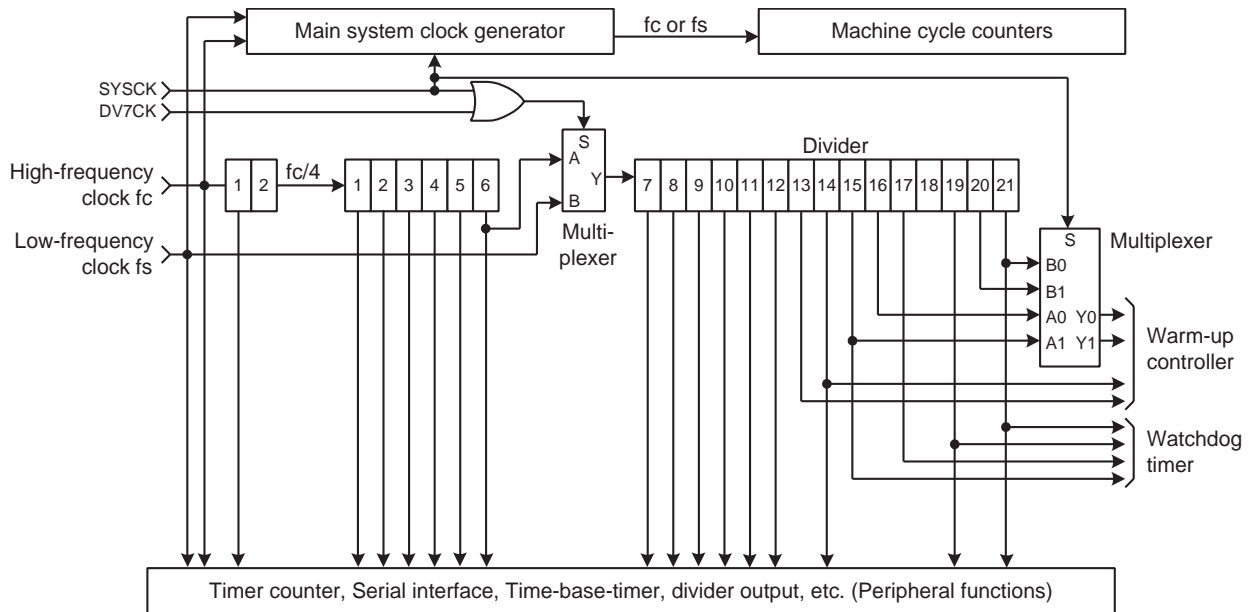 Main system clock generator
fc or fs
Machine cycle counters
SYSCK
DV7CK
High-frequency
clock fc
1 2
fc/4
1 2 3 4 5 6
S
A
Y
B
Multi-
plexer
Divider
7 8 9 10 11 12 13 14 15 16 17 18 19 20 21
Low-frequency
clock fs
S
Multiplexer
B0
B1
A0 Y0
A1 Y1
Warm-up
controller
Watchdog
timer
Timer counter, Serial interface, Time-base-timer, divider output, etc. (Peripheral functions)